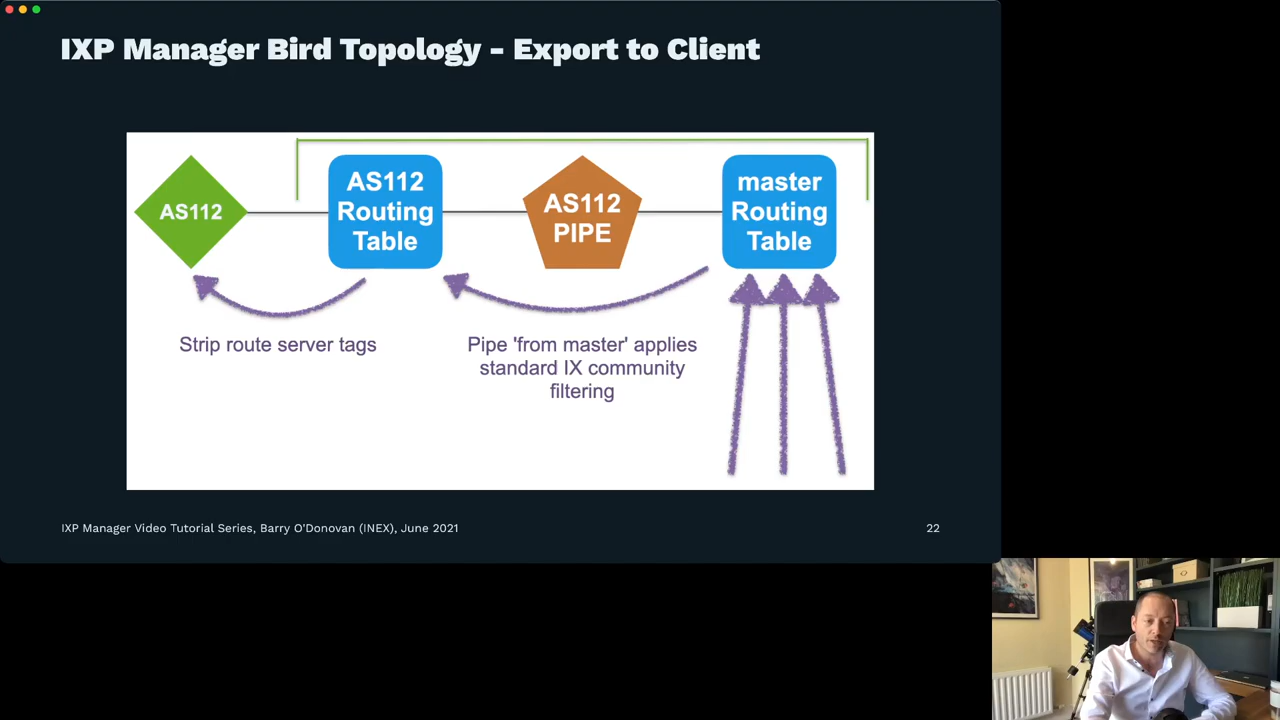 IXP Manager Bird Topology - Export to Client
AS112
AS112
Routing
Table
AS112
PIPE
master
Routing
Table
Strip route server tags
Pipe 'from master' applies
standard IX community
filtering
IXP Manager Video Tutorial Series, Barry O'Donovan (INEX), June 2021
22